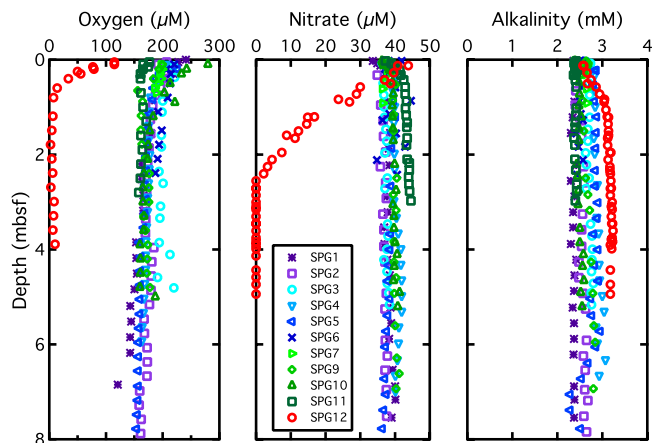 Oxygen (µM) Nitrate (µM) Alkalinity (mM)
0 100 200 300 0 10 20 30 40 50 0 1 2 3 4
0
2
4
6
8
Depth (mbsf)
SPG1
SPG2
SPG3
SPG4
SPG5
SPG6
SPG7
SPG9
SPG10
SPG11
SPG12